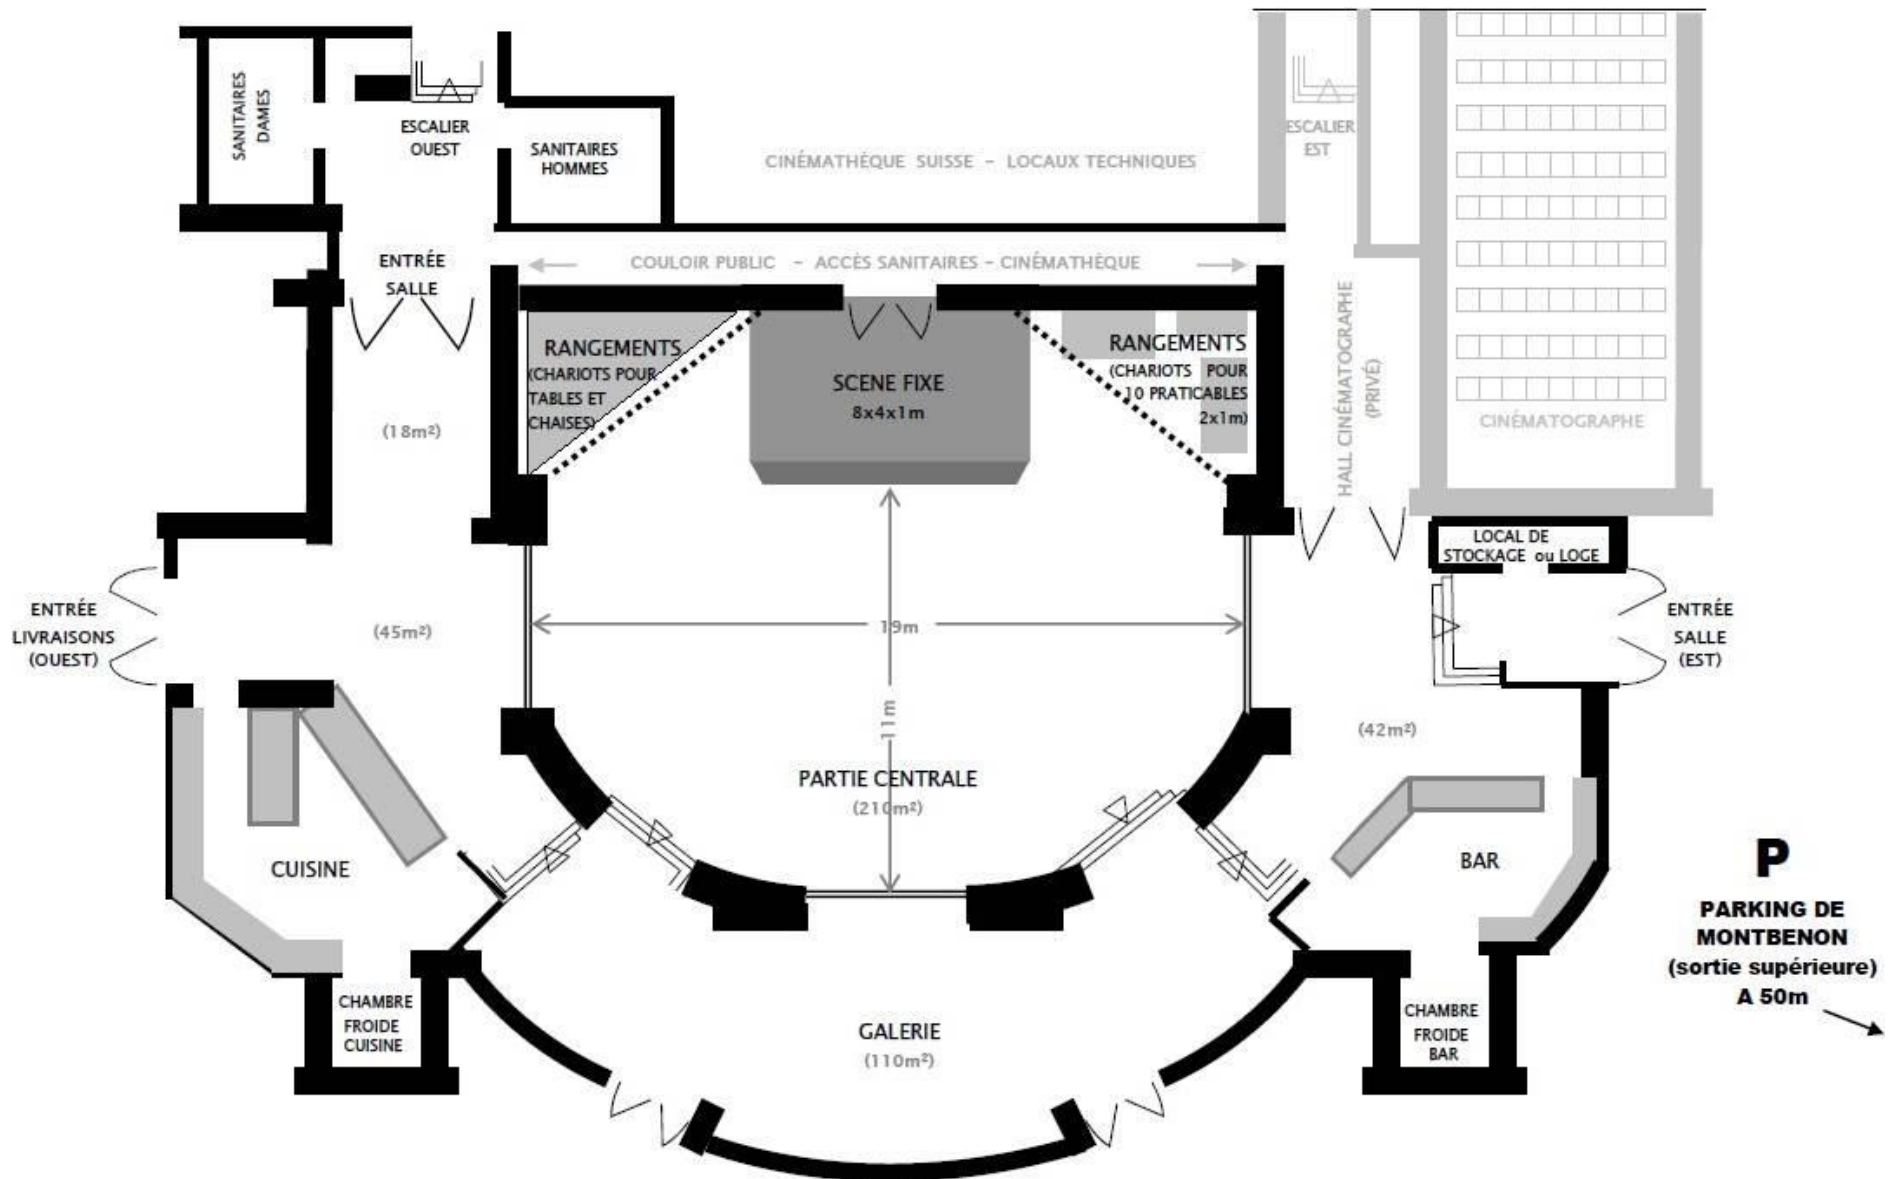 SANITAIRES
DAMES
ESCALIER
OUEST
SANITAIRES
HOMMES
CINÉMATHÈQUE SUISSE - LOCAUX TECHNIQUES
ESCALIER
EST
ENTRÉE
SALLE
COULOIR PUBLIC - ACCÈS SANITAIRES - CINÉMATHÈQUE
RANGEMENTS
(CHARIOTS POUR
TABLES ET
CHAISES)
SCENE FIXE
8x4x1m
RANGEMENTS
(CHARIOTS POUR
10 PRATICABLES
2x1m)
HALL CINÉMATOGRAPHE
(PRIVÉ)
CINÉMATOGRAPHE
(18m²)
LOCAL DE
STOCKAGE ou LOGE
ENTRÉE
LIVRAISONS
(OUEST)
(45m²)
19m
11m
ENTRÉE
SALLE
(EST)
(42m²)
PARTIE CENTRALE
(210m²)
CUISINE
BAR
P
PARKING DE
MONTBENON
(sortie supérieure)
A 50m
CHAMBRE
FROIDE
CUISINE
GALERIE
(110m²)
CHAMBRE
FROIDE
BAR